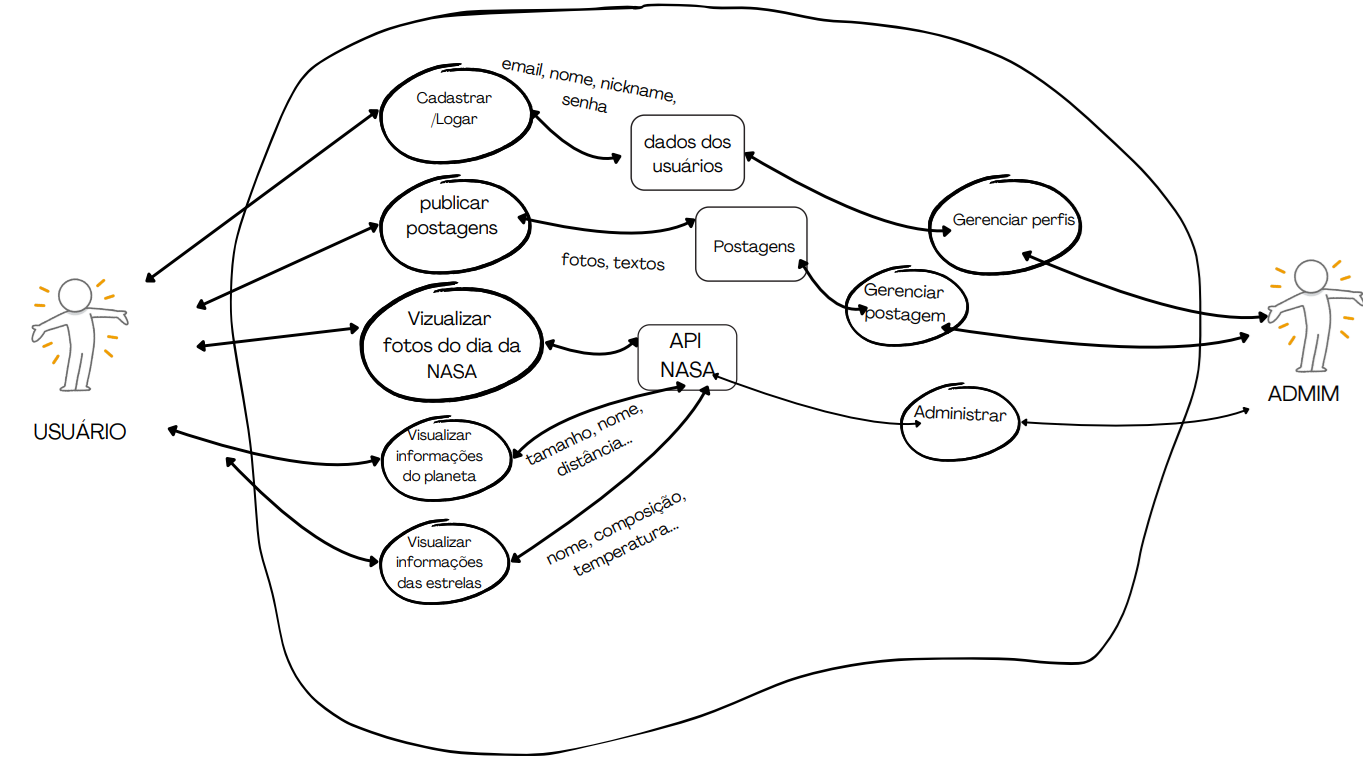 email, nome, nickname,
senha
Cadastrar
/Logar
dados dos
usuários
publicar
postagens
Gerenciar perfis
Postagens
fotos, textos
Gerenciar
postagem
Vizualizar
fotos do dia da
NASA
API
NASA
ADMIM
USUÁRIO
Administrar
tamanho, nome,
distância...
Visualizar
informações
do planeta
nome, composição,
temperatura...
Visualizar
informações
das estrelas